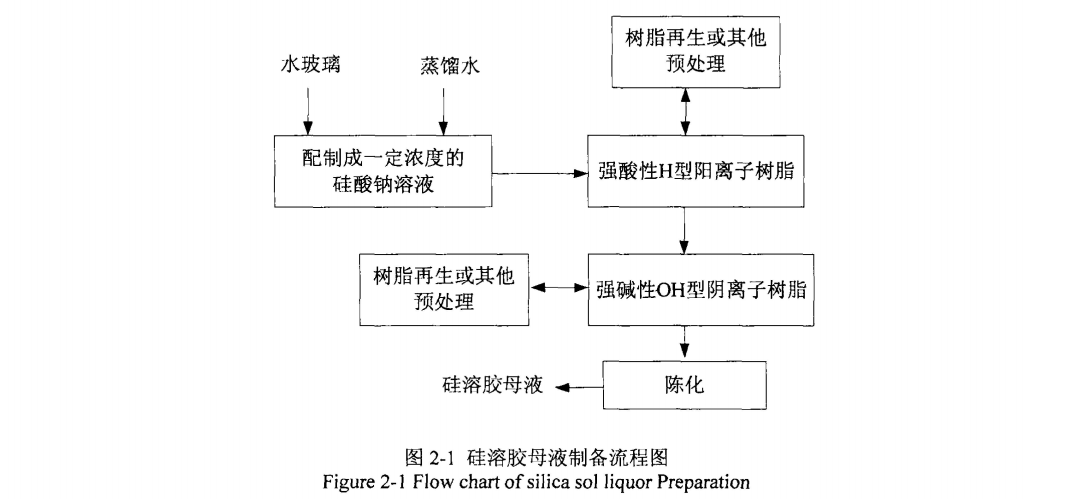 树脂再生或其他
预处理
水玻璃
蒸馏水
配制成一定浓度的
硅酸钠溶液
强酸性H型阳离子树脂
树脂再生或其他
预处理
强碱性OH型阴离子树脂
硅溶胶母液
陈化
图 2-1 硅溶胶母液制备流程图
Figure 2-1 Flow chart of silica sol liquor Preparation